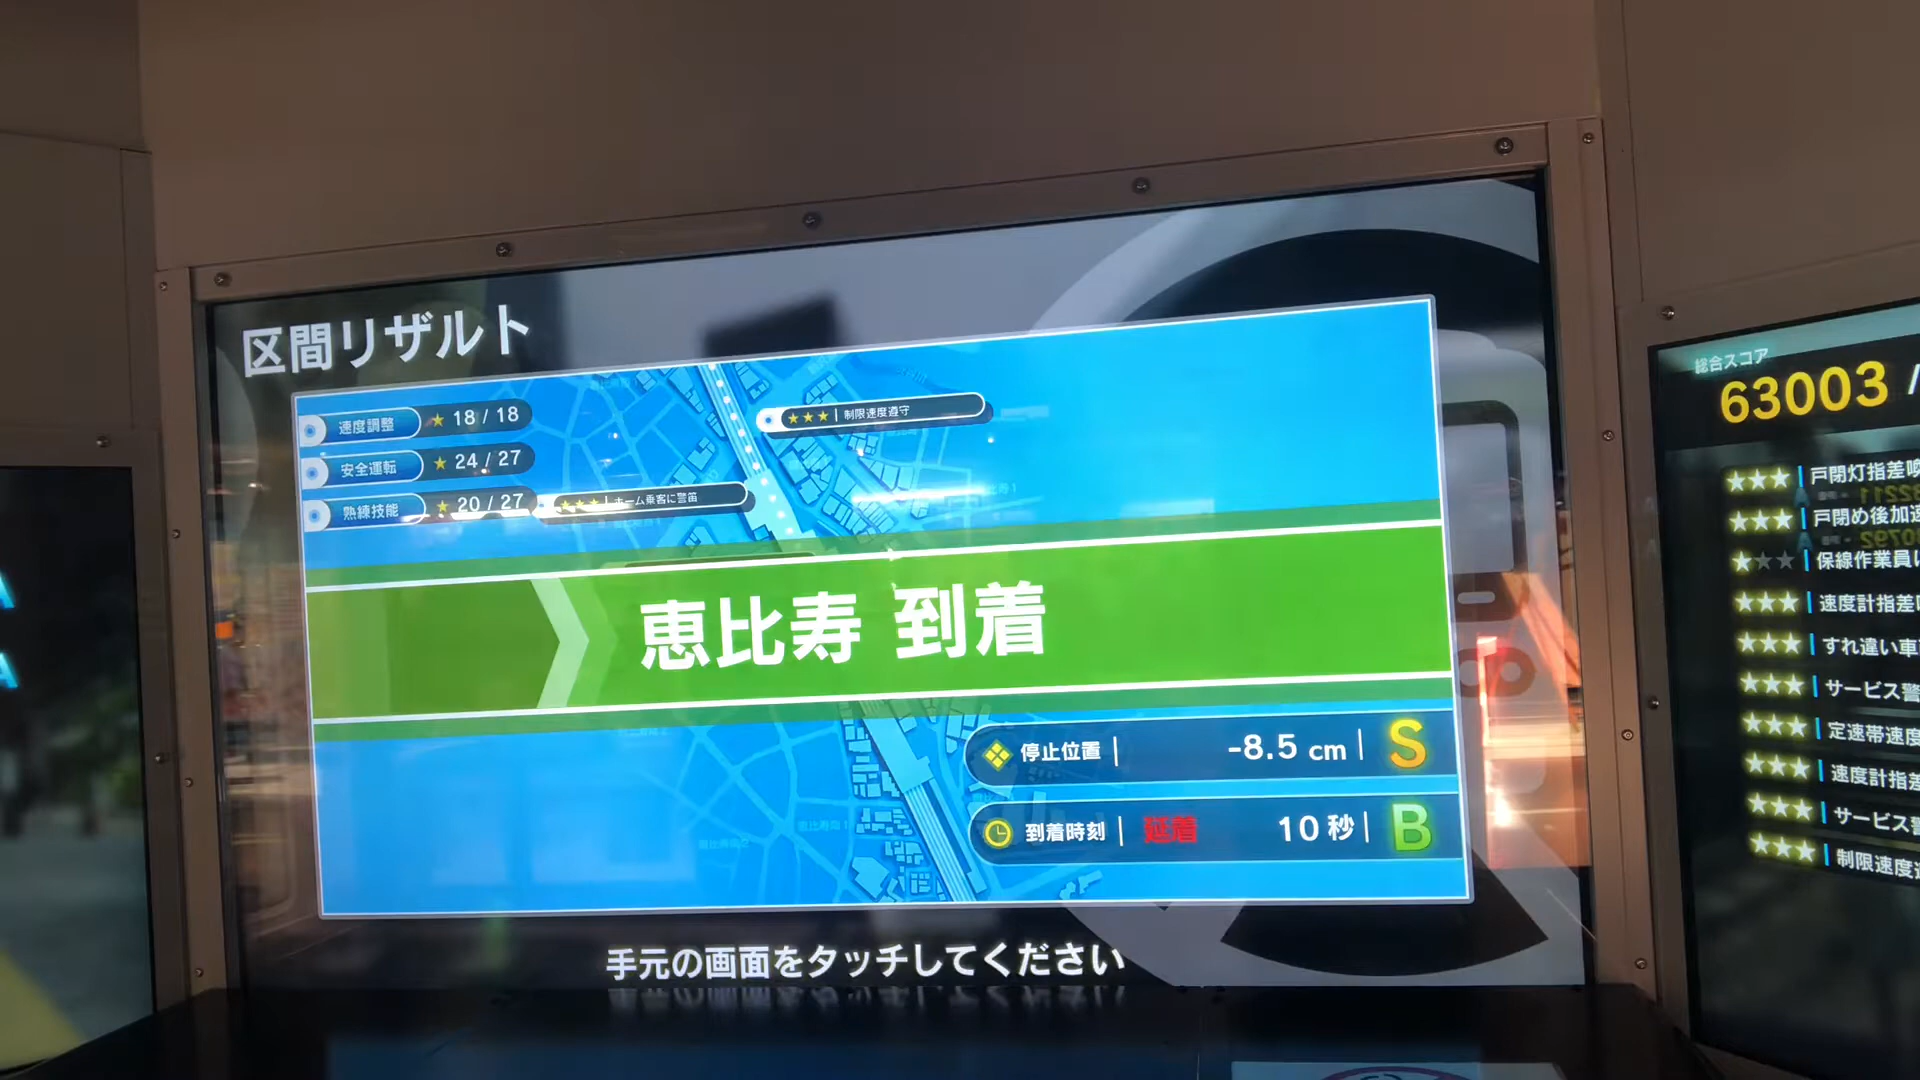 区間リザルト
速度調整 ★ 18 / 18
安全運転 ★ 24 / 27
熟練技能 ★ 20 / 27
★★★ | 制限速度遵守
★★★ | ホーム乗客に警笛
恵比寿 到着
停止位置 | -8.5 cm | S
到着時刻 | 延着 10 秒 | B
手元の画面をタッチしてください
総合スコア
63003 /
★★★ | 戸閉灯指差喚
★★★ | 戸閉め後加速
★☆☆ | 保線作業員に
★★★ | 速度計指差
★★★ | すれ違い車
★★★ | サービス警
★★★ | 定速帯速度
★★★ | 速度計指差
★★★ | サービス警
★★★ | 制限速度